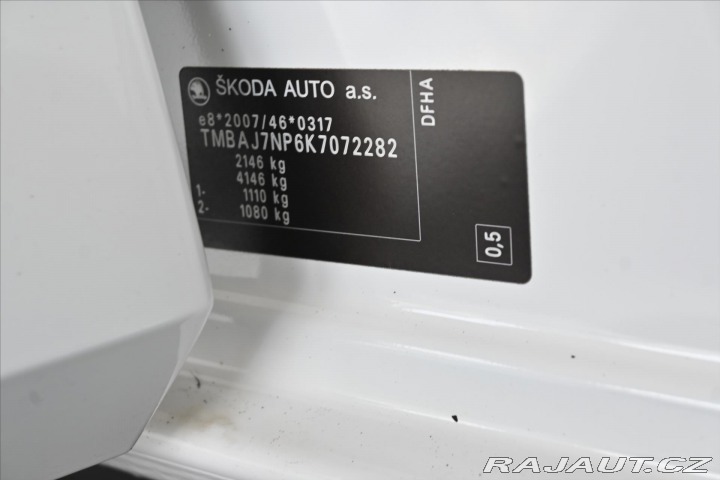 ŠKODA AUTO a.s.
e8*2007/46*0317
TMBAJ7NP6K7072282
2146 kg
4146 kg
1- 1110 kg
2- 1080 kg
DFHA
0,5
RAJAUT.CZ